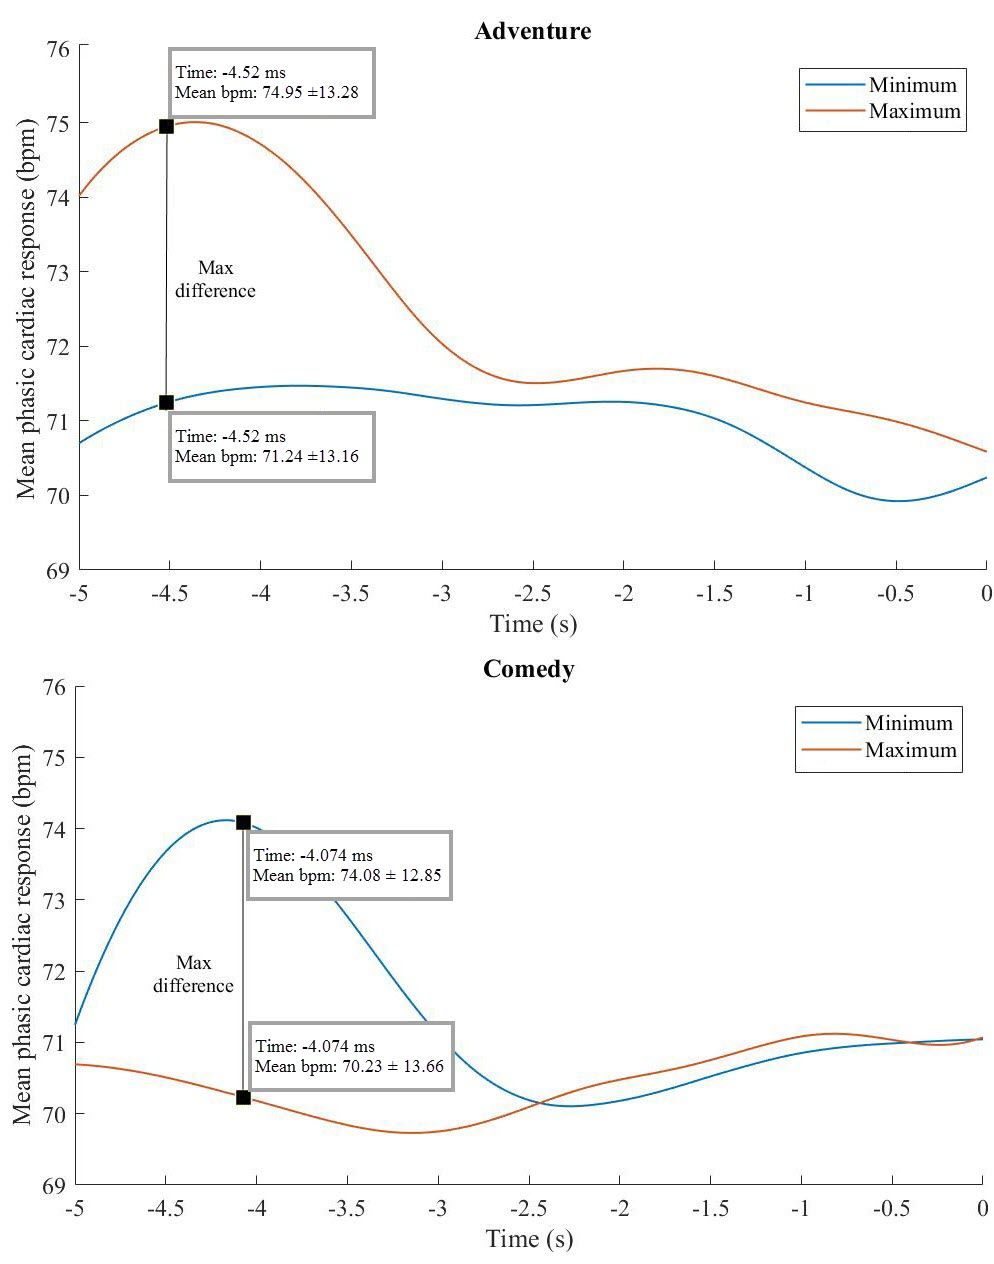 Adventure
76
75
74
73
72
71
70
69
Mean phasic cardiac response (bpm)
Time: -4.52 ms
Mean bpm: 74.95 ±13.28
Minimum
Maximum
Max
difference
Time: -4.52 ms
Mean bpm: 71.24 ±13.16
-5 -4.5 -4 -3.5 -3 -2.5 -2 -1.5 -1 -0.5 0
Time (s)
Comedy
76
75
74
73
72
71
70
69
Mean phasic cardiac response (bpm)
Minimum
Maximum
Time: -4.074 ms
Mean bpm: 74.08 ± 12.85
Max
difference
Time: -4.074 ms
Mean bpm: 70.23 ± 13.66
-5 -4.5 -4 -3.5 -3 -2.5 -2 -1.5 -1 -0.5 0
Time (s)